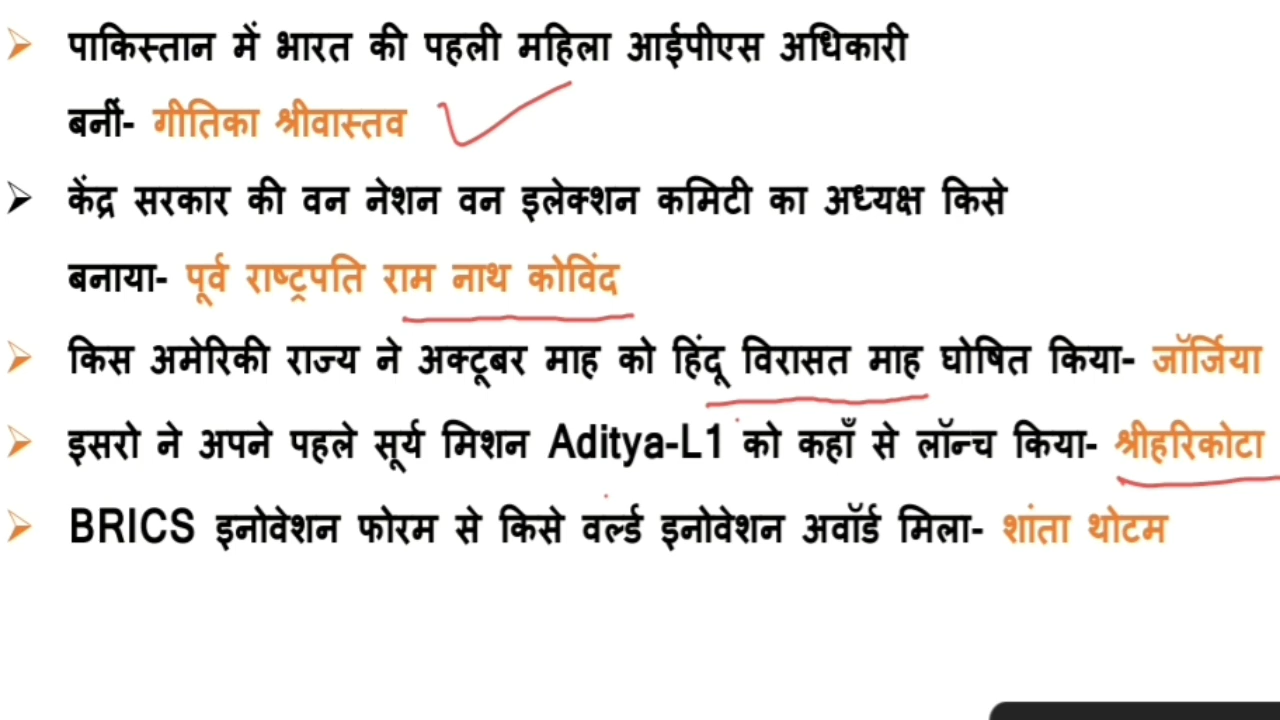 पाकिस्तान में भारत की पहली महिला आईपीएस अधिकारी
बनीं- गीतिका श्रीवास्तव
केंद्र सरकार की वन नेशन वन इलेक्शन कमिटी का अध्यक्ष किसे
बनाया- पूर्व राष्ट्रपति राम नाथ कोविंद
किस अमेरिकी राज्य ने अक्टूबर माह को हिंदू विरासत माह घोषित किया- जॉर्जिया
इसरो ने अपने पहले सूर्य मिशन Aditya-L1 को कहाँ से लॉन्च किया- श्रीहरिकोटा
BRICS इनोवेशन फोरम से किसे वर्ल्ड इनोवेशन अवॉर्ड मिला- शांता थोटम